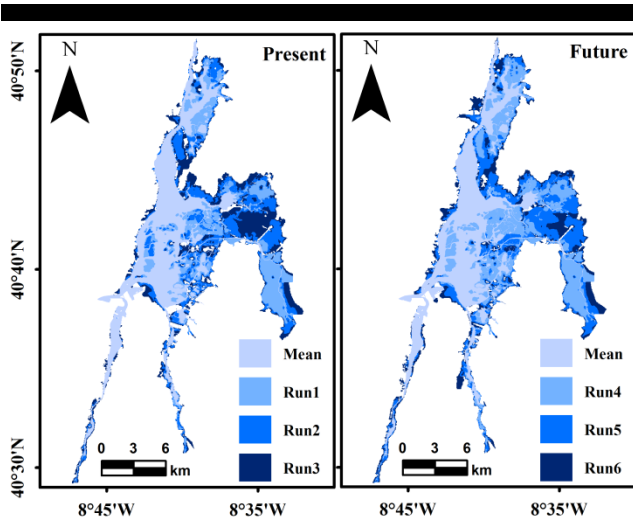 N
Present
N
Future
40°50'N
40°40'N
40°30'N
Mean
Run1
Run2
Run3
Mean
Run4
Run5
Run6
0 3 6
km
0 3 6
km
8°45'W 8°35'W
8°45'W 8°35'W